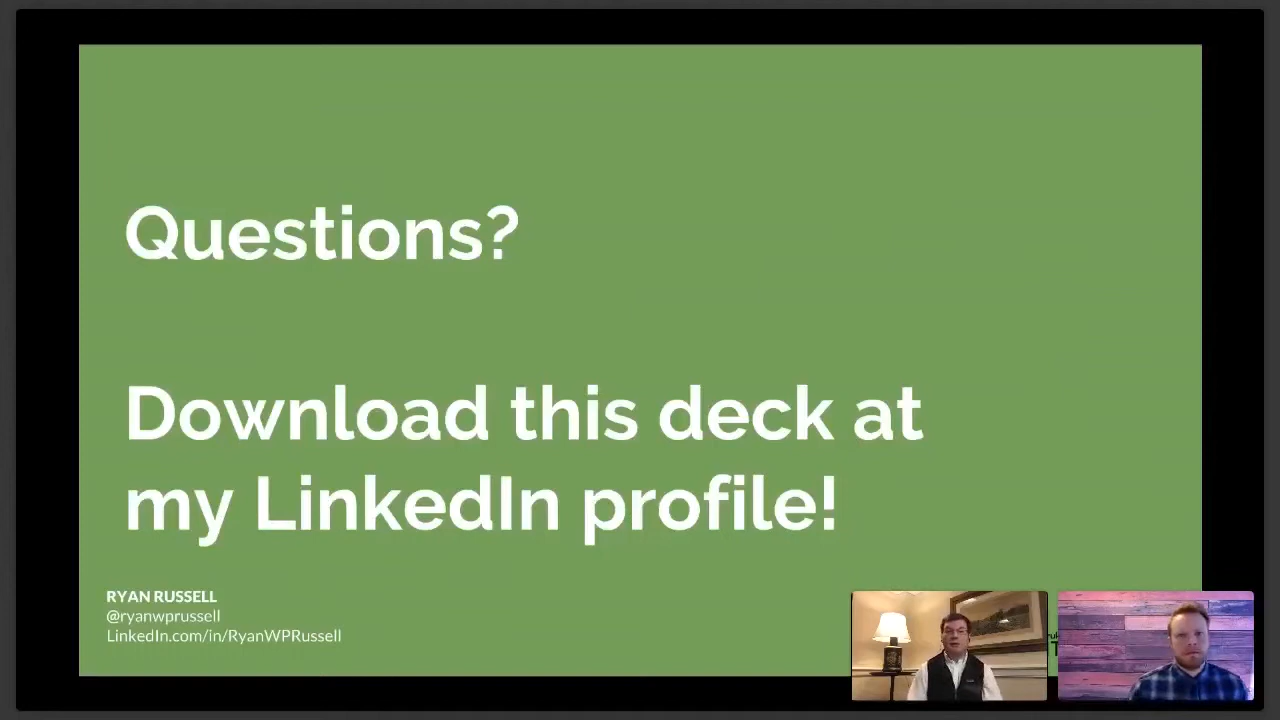 Questions?
Download this deck at
my LinkedIn profile!
RYAN RUSSELL
@ryanwprussell
LinkedIn.com/in/RyanWPRussell